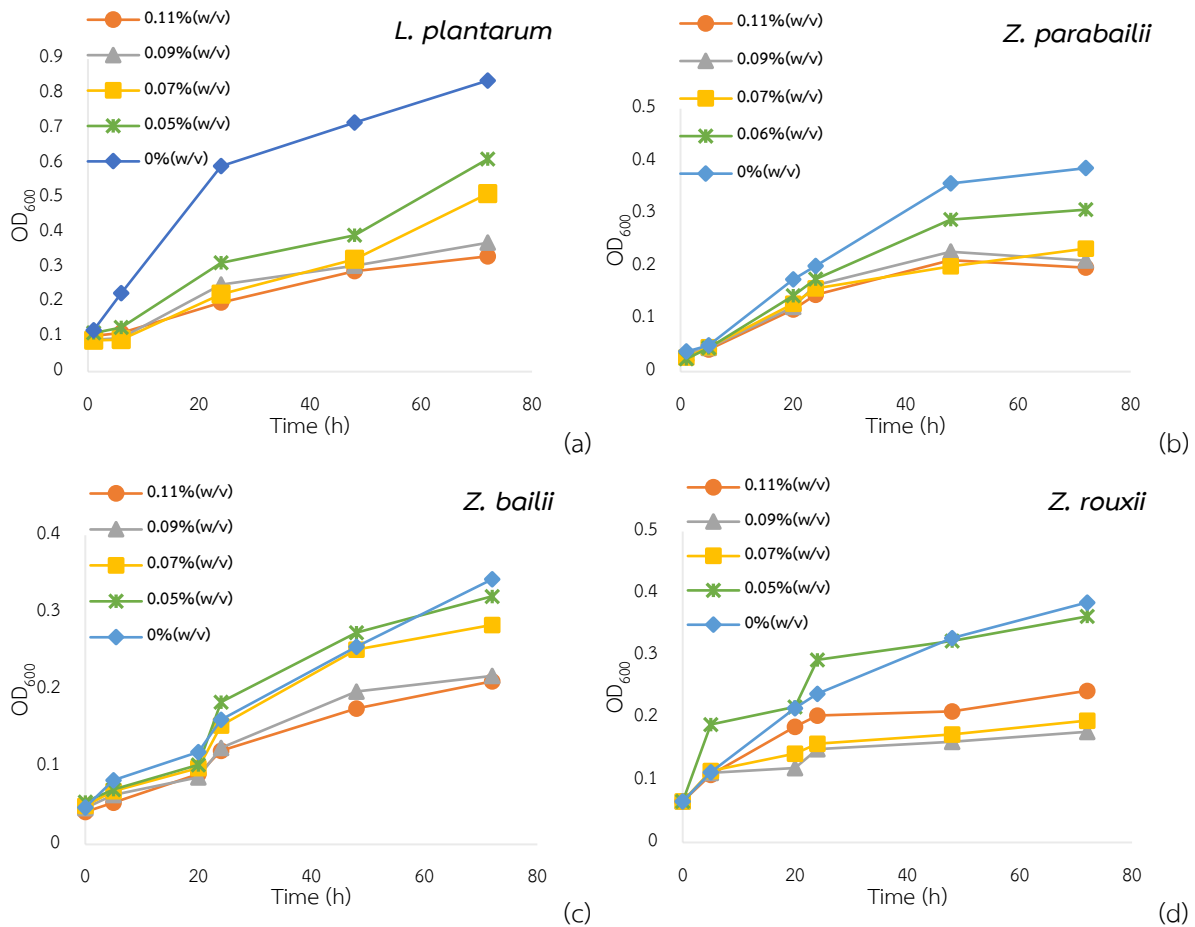 L. plantarum
0.11%(w/v)
0.09%(w/v)
0.07%(w/v)
0.05%(w/v)
0%(w/v)
0.9
0.8
0.7
0.6
0.5
0.4
0.3
0.2
0.1
0
OD600
0 20 40 60 80
Time (h)
(a)
Z. parabailii
0.11%(w/v)
0.09%(w/v)
0.07%(w/v)
0.06%(w/v)
0%(w/v)
0.5
0.4
0.3
0.2
0.1
0
OD600
0 20 40 60 80
Time (h)
(b)
Z. bailii
0.11%(w/v)
0.09%(w/v)
0.07%(w/v)
0.05%(w/v)
0%(w/v)
0.4
0.3
0.2
0.1
0
OD600
0 20 40 60 80
Time (h)
(c)
Z. rouxii
0.11%(w/v)
0.09%(w/v)
0.07%(w/v)
0.05%(w/v)
0%(w/v)
0.5
0.4
0.3
0.2
0.1
0
OD600
0 20 40 60 80
Time (h)
(d)